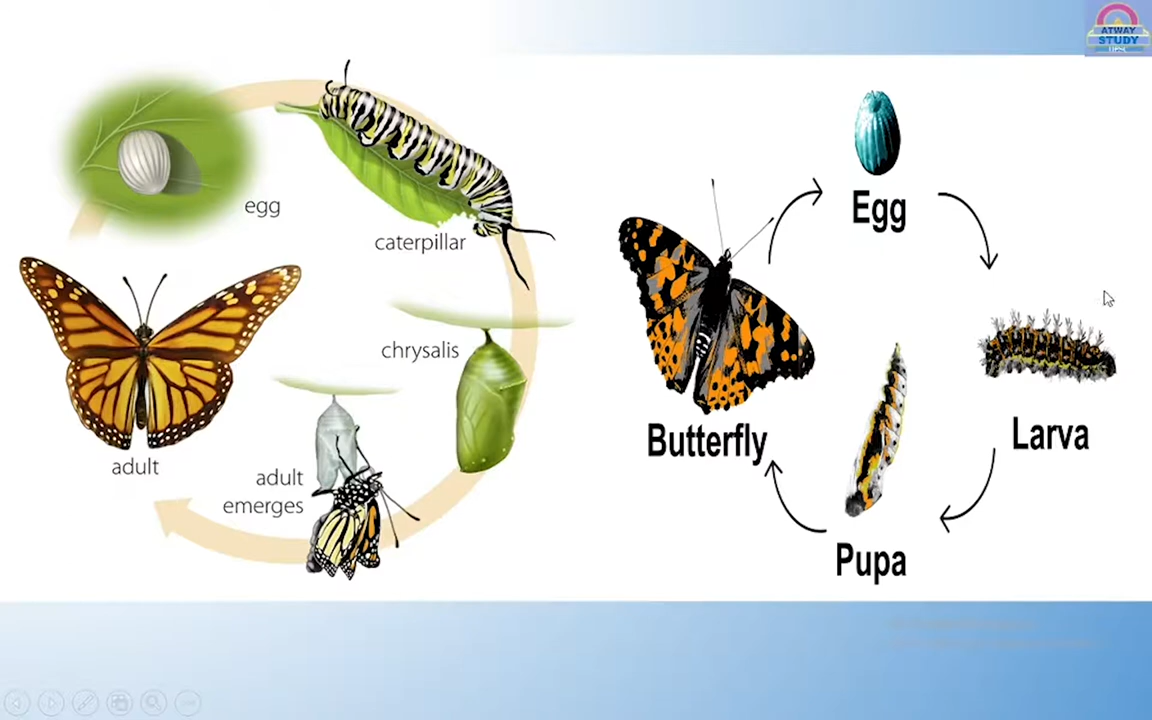 ATWAY
STUDY
egg
caterpillar
chrysalis
adult
emerges
adult
Egg
Larva
Pupa
Butterfly